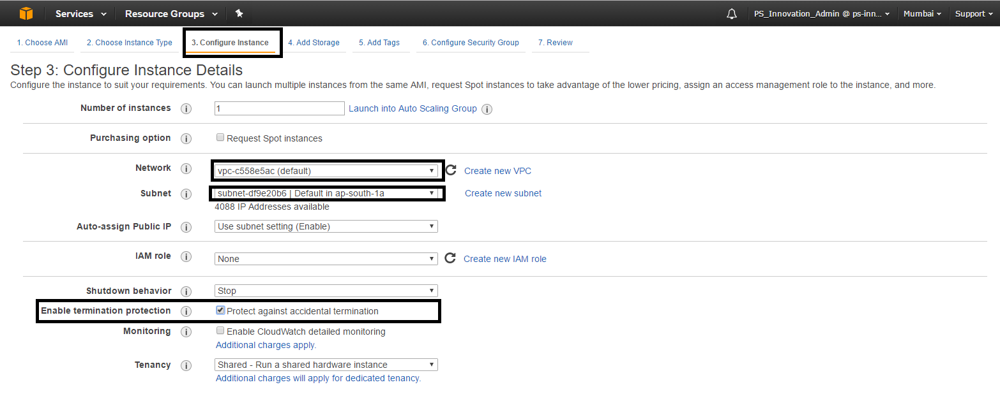 Services Resource Groups PS_Innovation_Admin @ ps-inn... Mumbai Support
1. Choose AMI 2. Choose Instance Type 3. Configure Instance 4. Add Storage 5. Add Tags 6. Configure Security Group 7. Review
Step 3: Configure Instance Details
Configure the instance to suit your requirements. You can launch multiple instances from the same AMI, request Spot instances to take advantage of the lower pricing, assign an access management role to the instance, and more.
Number of instances i 1 Launch into Auto Scaling Group i
Purchasing option i Request Spot instances
Network i vpc-c558e5ac (default) Create new VPC
Subnet i subnet-df9e20b6 | Default in ap-south-1a Create new subnet
4088 IP Addresses available
Auto-assign Public IP i Use subnet setting (Enable)
IAM role i None Create new IAM role
Shutdown behavior i Stop
Enable termination protection i Protect against accidental termination
Monitoring i Enable CloudWatch detailed monitoring
Additional charges apply.
Tenancy i Shared - Run a shared hardware instance
Additional charges will apply for dedicated tenancy.